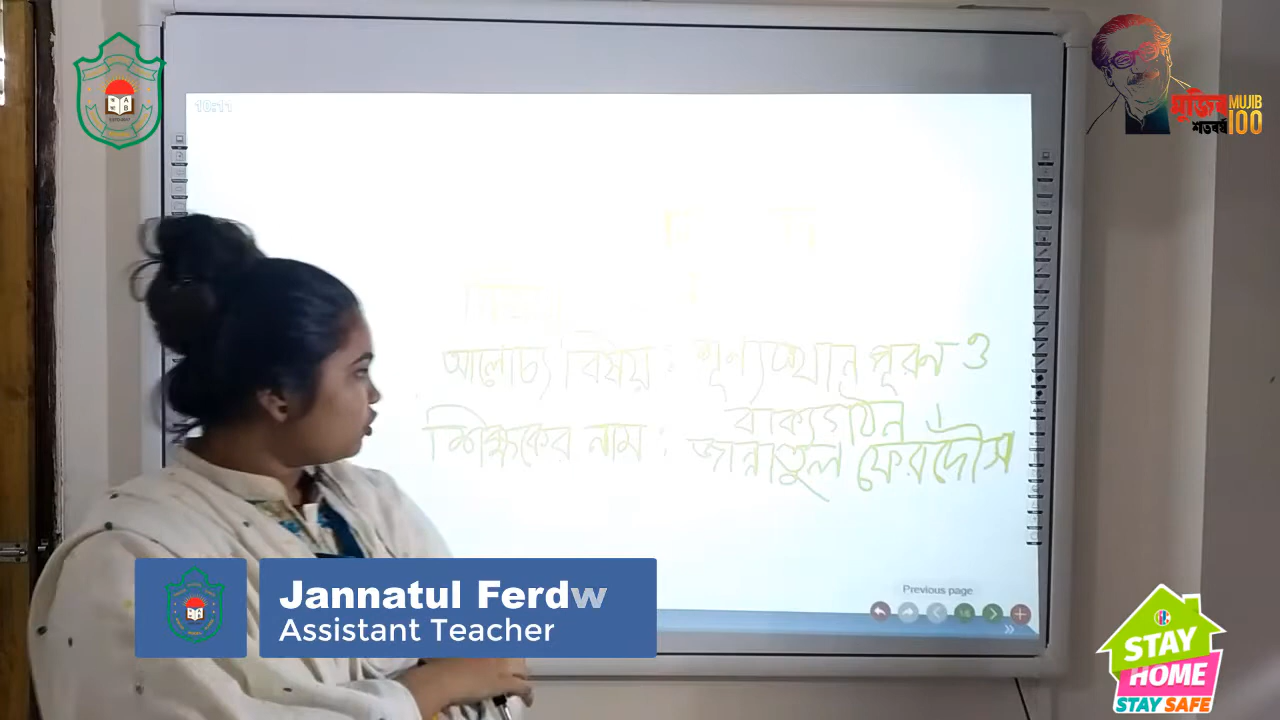 মুজিব MUJIB
শতবর্ষ 100
আলোচ্য বিষয় : শূণ্যস্থান পূরণ ও
বাক্যগঠন
শিক্ষকের নাম : জান্নাতুল ফেরদৌস
Jannatul Ferdw
Assistant Teacher
Previous page
STAY
HOME
STAY SAFE